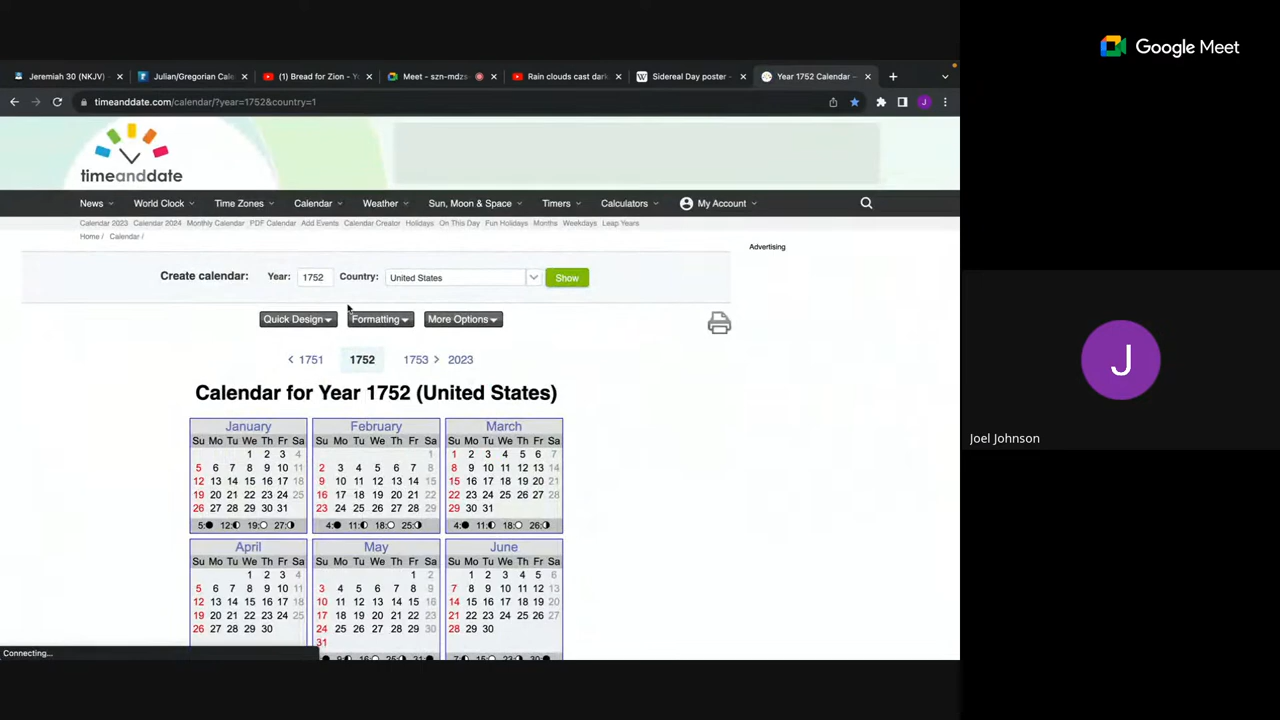 Google Meet
Jeremiah 30 (NKJV) -
Julian/Gregorian Cale
(1) Bread for Zion - Yo
Meet - szn-mdzs
Rain clouds cast dark
Sidereal Day poster -
Year 1752 Calendar –
timeanddate.com/calendar/?year=1752&country=1
J
timeanddate
News
World Clock
Time Zones
Calendar
Weather
Sun, Moon & Space
Timers
Calculators
My Account
Calendar 2023 Calendar 2024 Monthly Calendar PDF Calendar Add Events Calendar Creator Holidays On This Day Fun Holidays Months Weekdays Leap Years
Home / Calendar /
Advertising
Create calendar: Year: 1752 Country: United States Show
Quick Design Formatting More Options
< 1751 1752 1753 > 2023
Calendar for Year 1752 (United States)
January
Su Mo Tu We Th Fr Sa
1 2 3 4
5 6 7 8 9 10 11
12 13 14 15 16 17 18
19 20 21 22 23 24 25
26 27 28 29 30 31
5: 12: 19: 27:
February
Su Mo Tu We Th Fr Sa
1
2 3 4 5 6 7 8
9 10 11 12 13 14 15
16 17 18 19 20 21 22
23 24 25 26 27 28 29
4: 11: 18: 25:
March
Su Mo Tu We Th Fr Sa
1 2 3 4 5 6 7
8 9 10 11 12 13 14
15 16 17 18 19 20 21
22 23 24 25 26 27 28
29 30 31
4: 11: 18: 26:
April
Su Mo Tu We Th Fr Sa
1 2 3 4
5 6 7 8 9 10 11
12 13 14 15 16 17 18
19 20 21 22 23 24 25
26 27 28 29 30
May
Su Mo Tu We Th Fr Sa
1 2
3 4 5 6 7 8 9
10 11 12 13 14 15 16
17 18 19 20 21 22 23
24 25 26 27 28 29 30
31
June
Su Mo Tu We Th Fr Sa
1 2 3 4 5 6
7 8 9 10 11 12 13
14 15 16 17 18 19 20
21 22 23 24 25 26 27
28 29 30
Connecting...
J
Joel Johnson